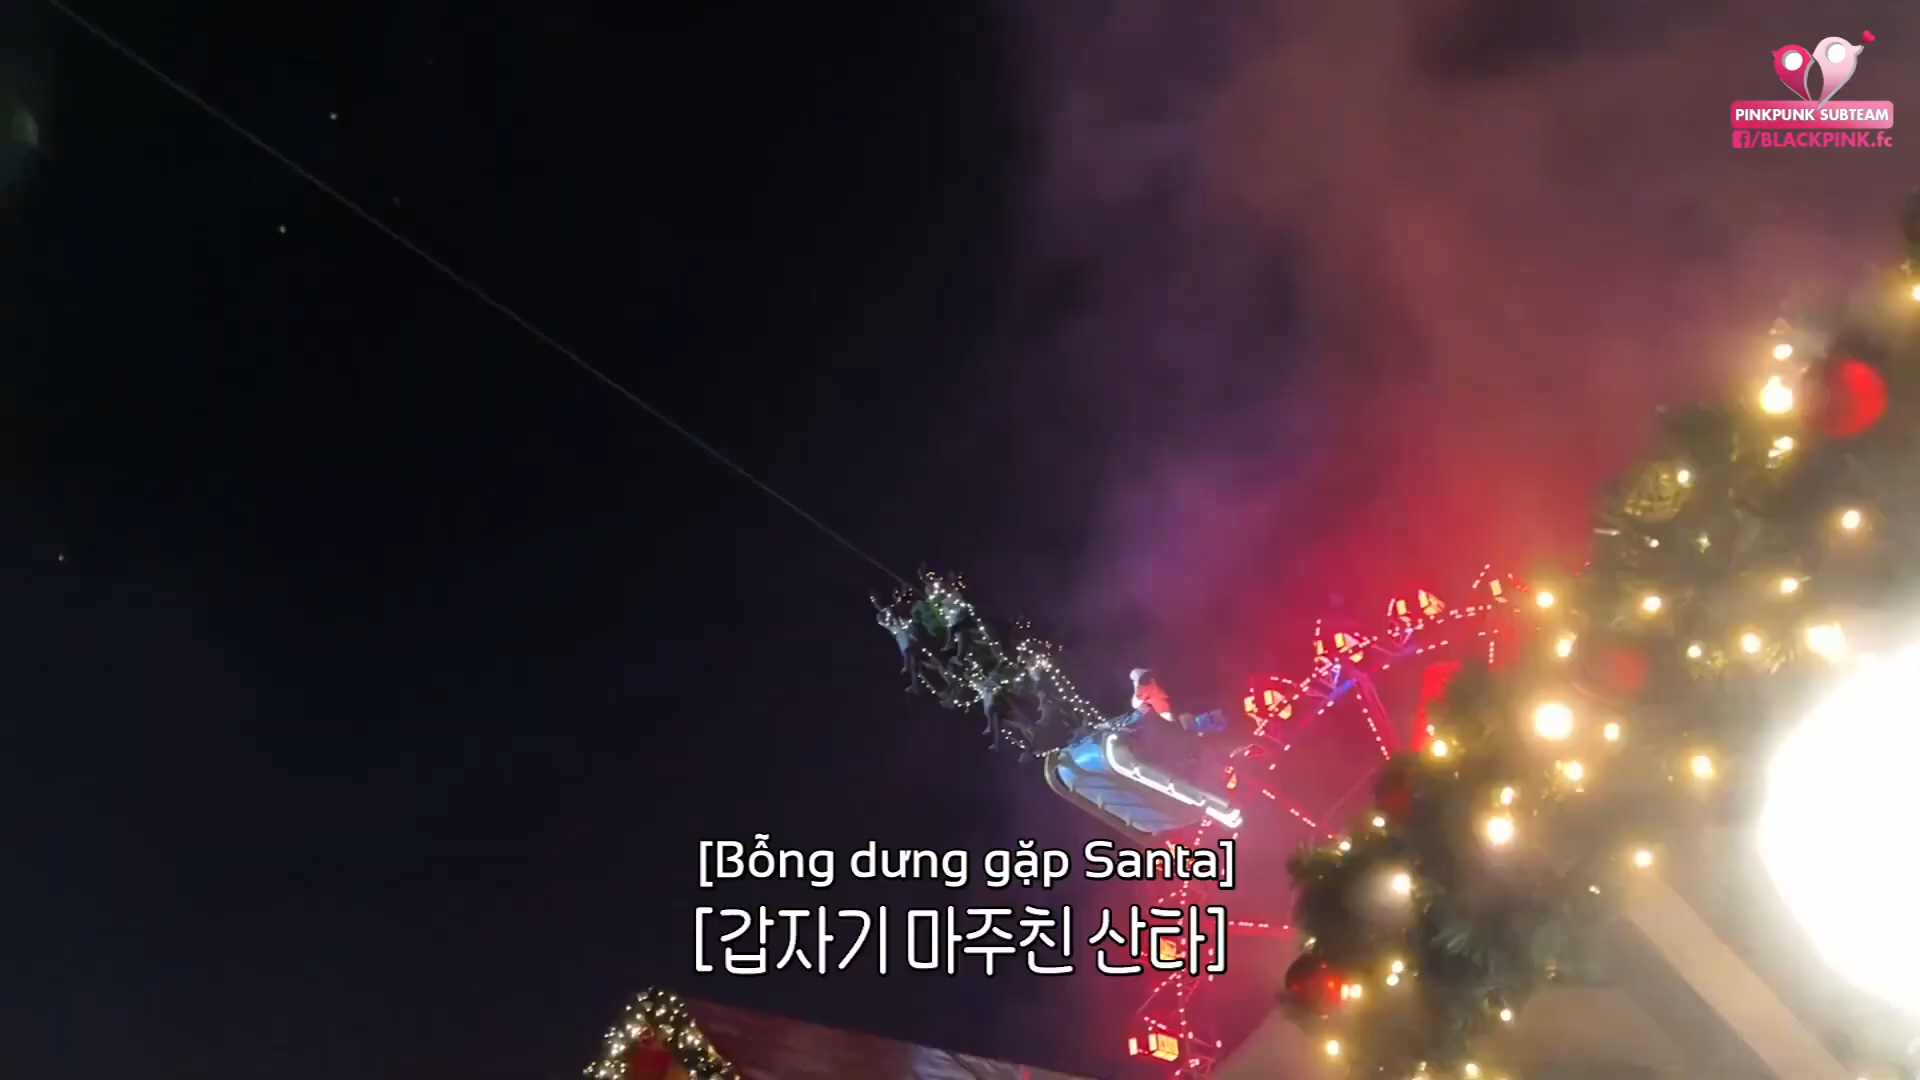 PINKPUNK SUBTEAM
f/BLACKPINK.fc
[Bỗng dưng gặp Santa]
[갑자기 마주친 산타]